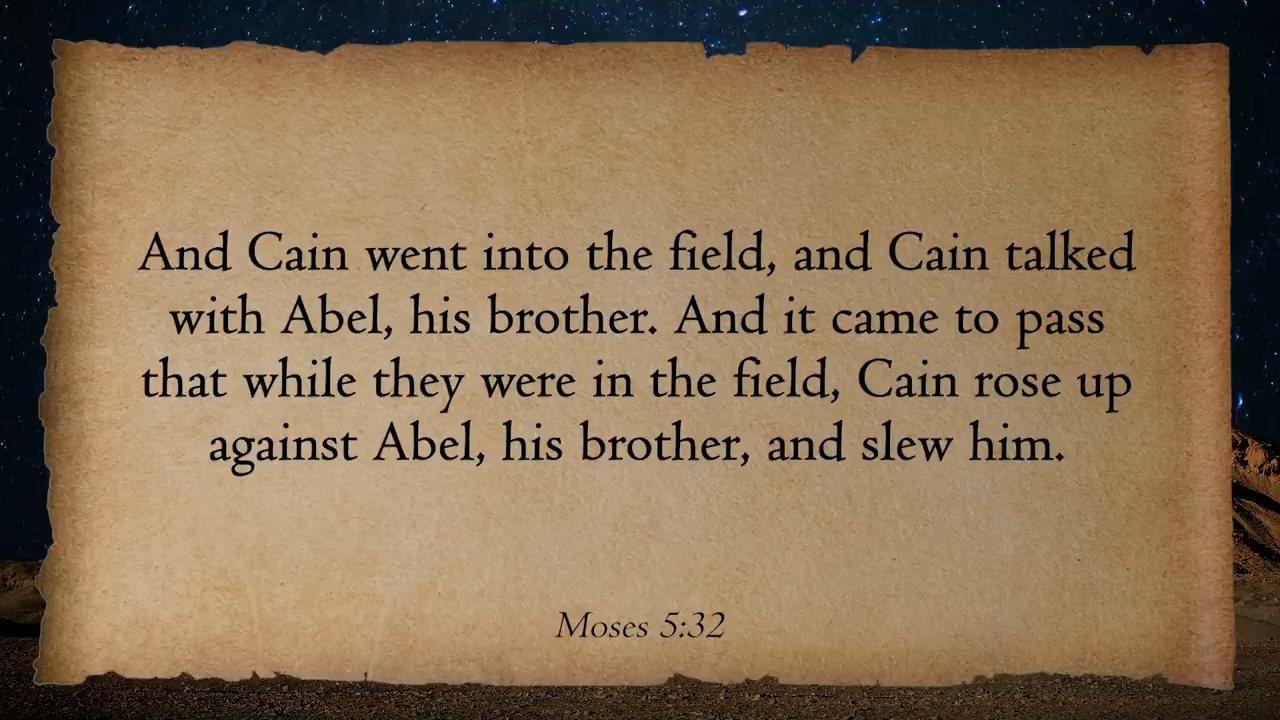 And Cain went into the field, and Cain talked
with Abel, his brother. And it came to pass
that while they were in the field, Cain rose up
against Abel, his brother, and slew him.
Moses 5:32